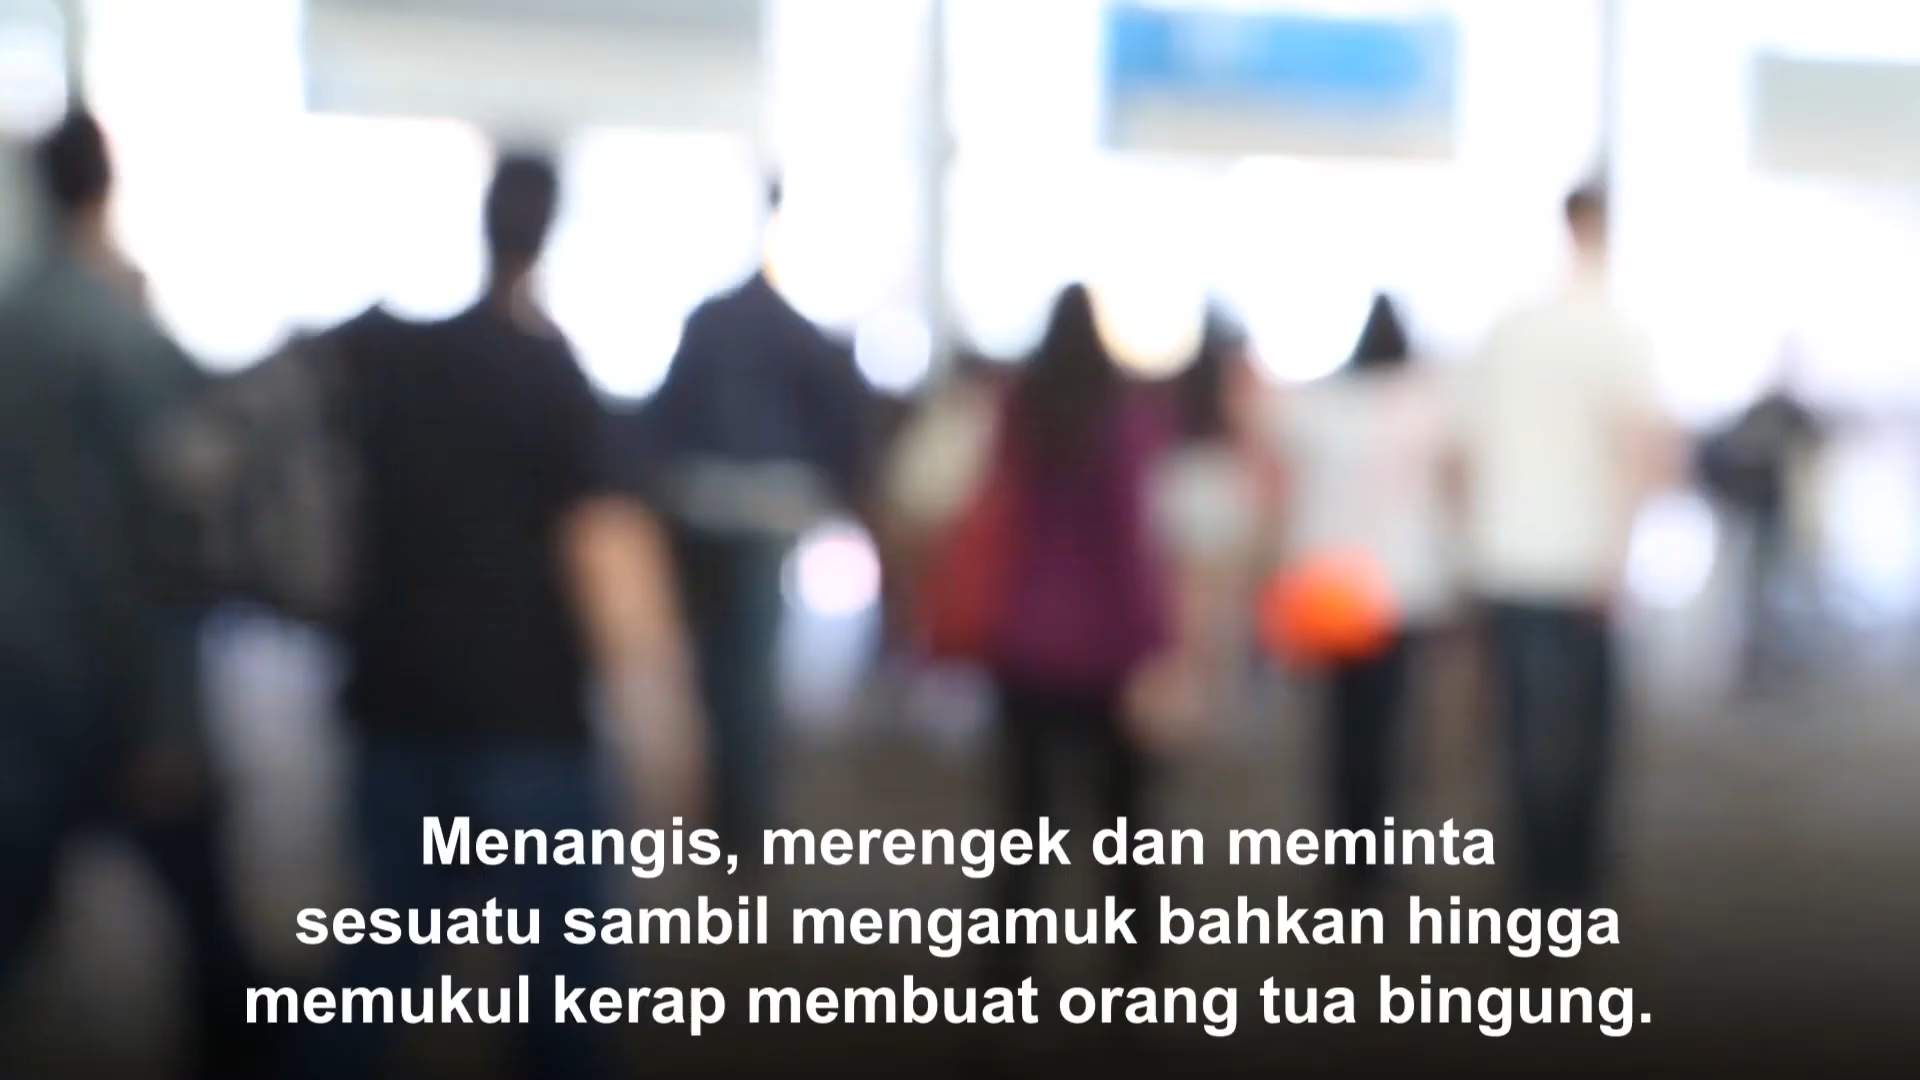 Menangis, merengek dan meminta
sesuatu sambil mengamuk bahkan hingga
memukul kerap membuat orang tua bingung.